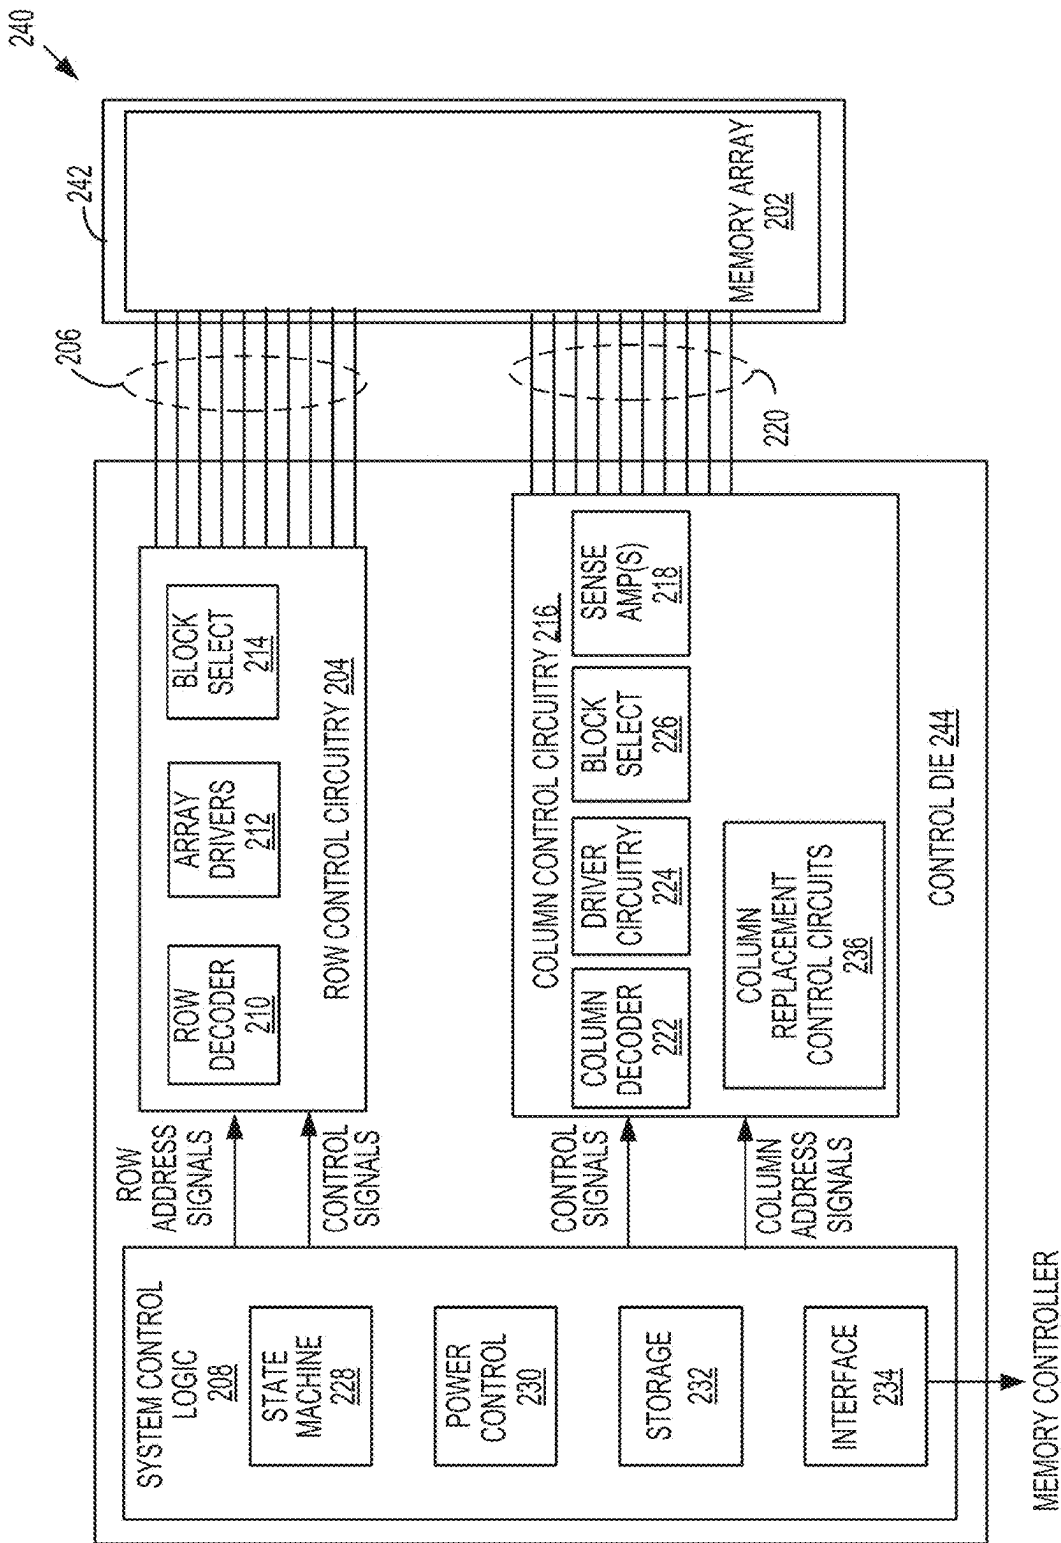 240
242
206
220
MEMORY ARRAY
202
SYSTEM CONTROL
LOGIC
208
STATE
MACHINE
228
POWER
CONTROL
230
STORAGE
232
INTERFACE
234
MEMORY CONTROLLER
ROW
ADDRESS
SIGNALS
CONTROL
SIGNALS
CONTROL
SIGNALS
COLUMN
ADDRESS
SIGNALS
ROW
DECODER
210
ARRAY
DRIVERS
212
BLOCK
SELECT
214
ROW CONTROL CIRCUITRY 204
COLUMN CONTROL CIRCUITRY 216
COLUMN
DECODER
222
DRIVER
CIRCUITRY
224
BLOCK
SELECT
226
SENSE
AMP(S)
218
COLUMN
REPLACEMENT
CONTROL CIRCUITS
236
CONTROL DIE 244